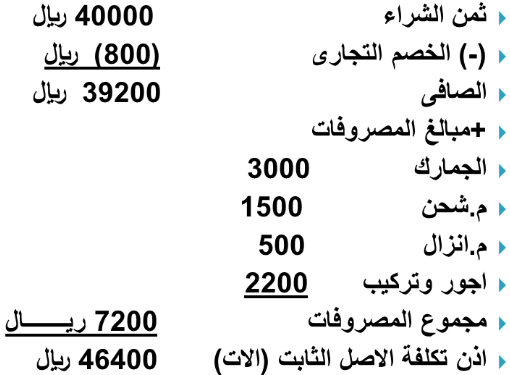 ثمن الشراء 40000 ريال
(-) الخصم التجارى (800) ريال
الصافى 39200 ريال
+مبالغ المصروفات
الجمارك 3000
م.شحن 1500
م.انزال 500
اجور وتركيب 2200
مجموع المصروفات 7200 ريـــــال
اذن تكلفة الاصل الثابت (الات) 46400 ريال